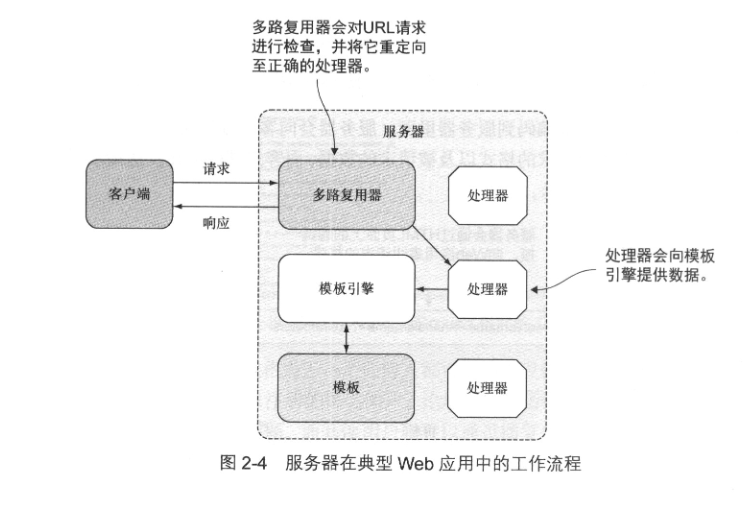 多路复用器会对URL请求
进行检查，并将它重定向
至正确的处理器。
服务器
请求
客户端
多路复用器
处理器
响应
处理器会向模板
引擎提供数据。
模板引擎
处理器
模板
处理器
图 2-4 服务器在典型 Web 应用中的工作流程